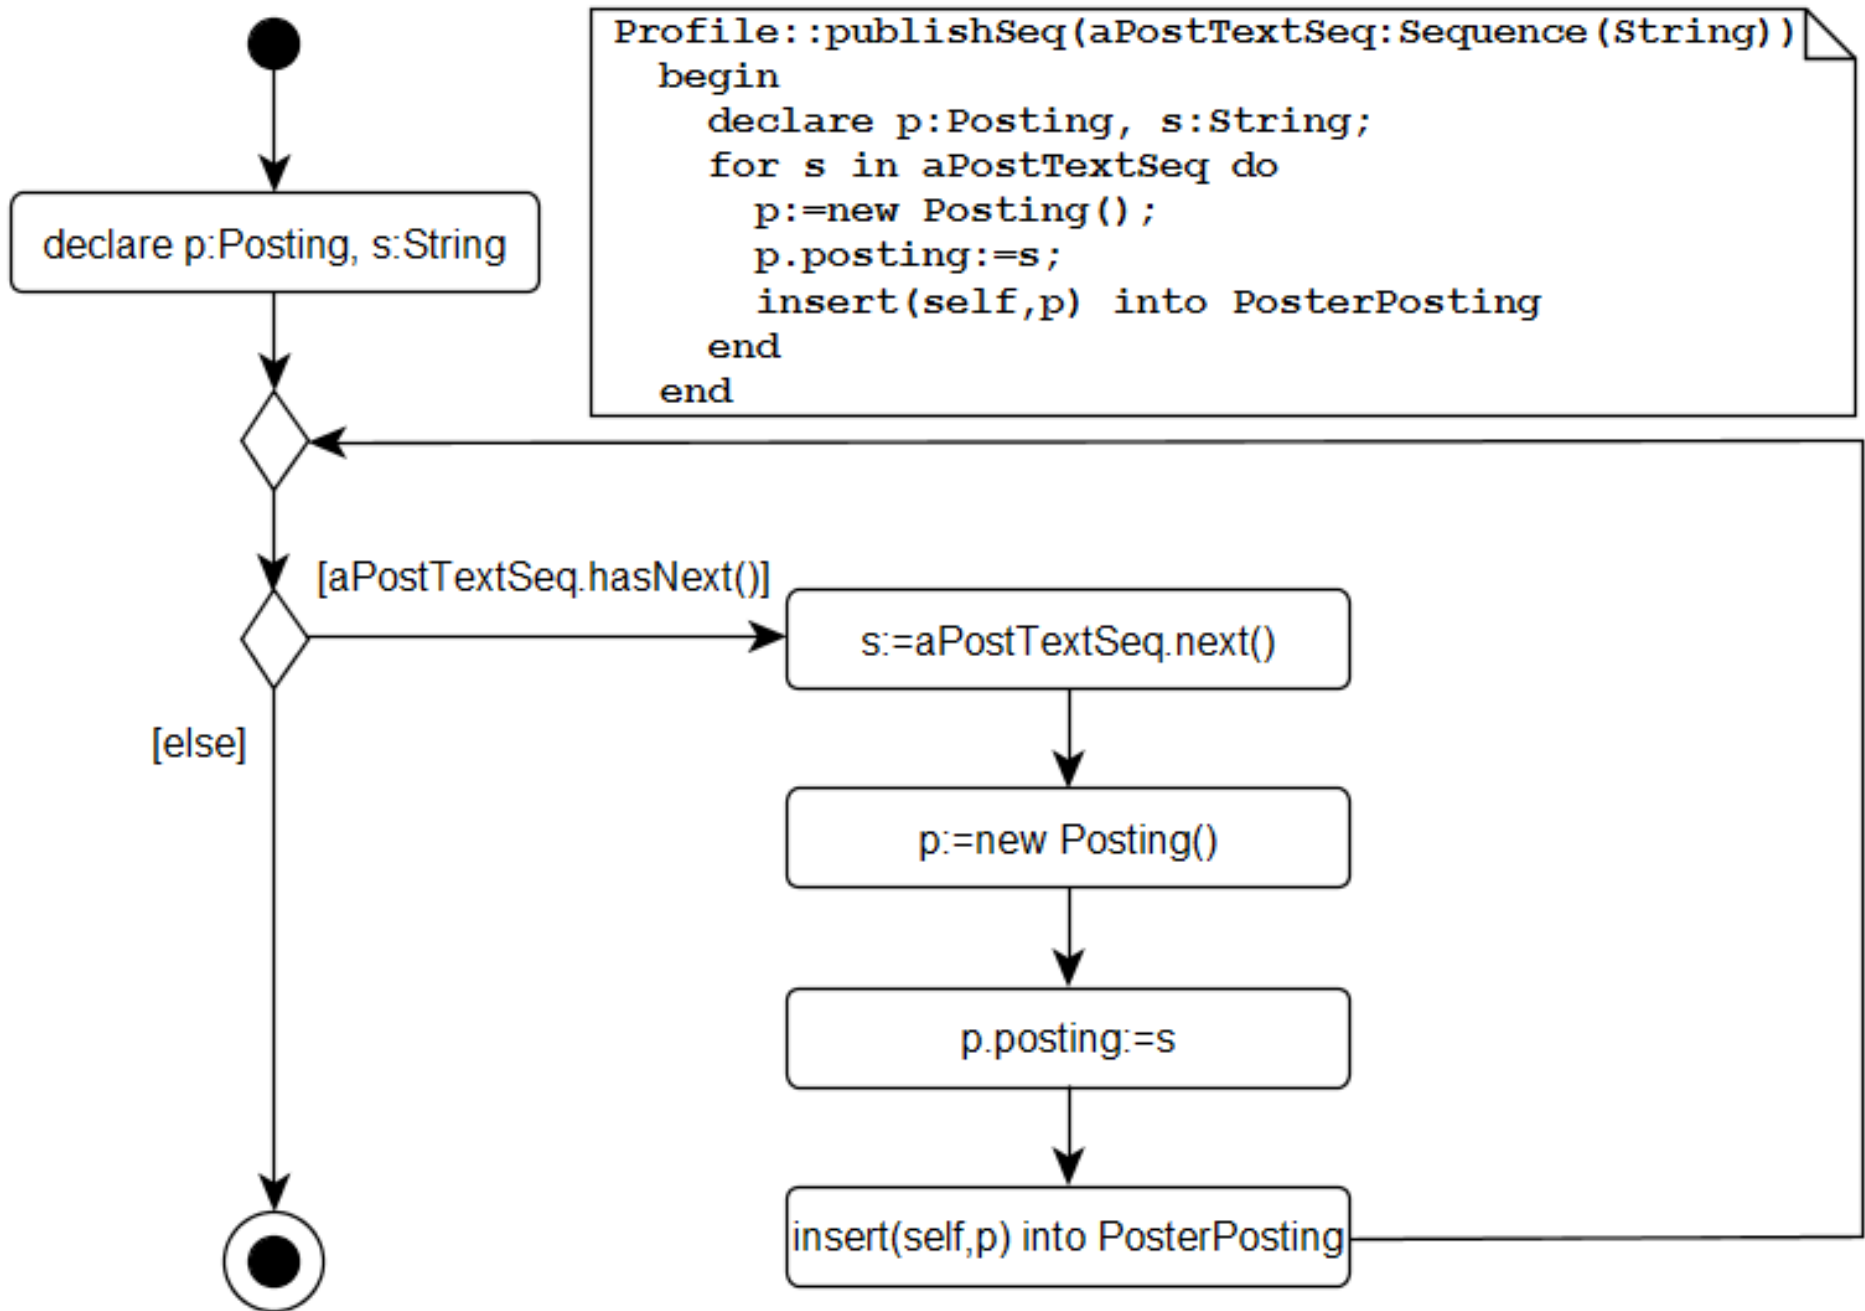 Profile::publishSeq(aPostTextSeq:Sequence(String))
begin
declare p:Posting, s:String;
for s in aPostTextSeq do
p:=new Posting();
p.posting:=s;
insert(self,p) into PosterPosting
end
end
declare p:Posting, s:String
[aPostTextSeq.hasNext()]
s:=aPostTextSeq.next()
[else]
p:=new Posting()
p.posting:=s
insert(self,p) into PosterPosting